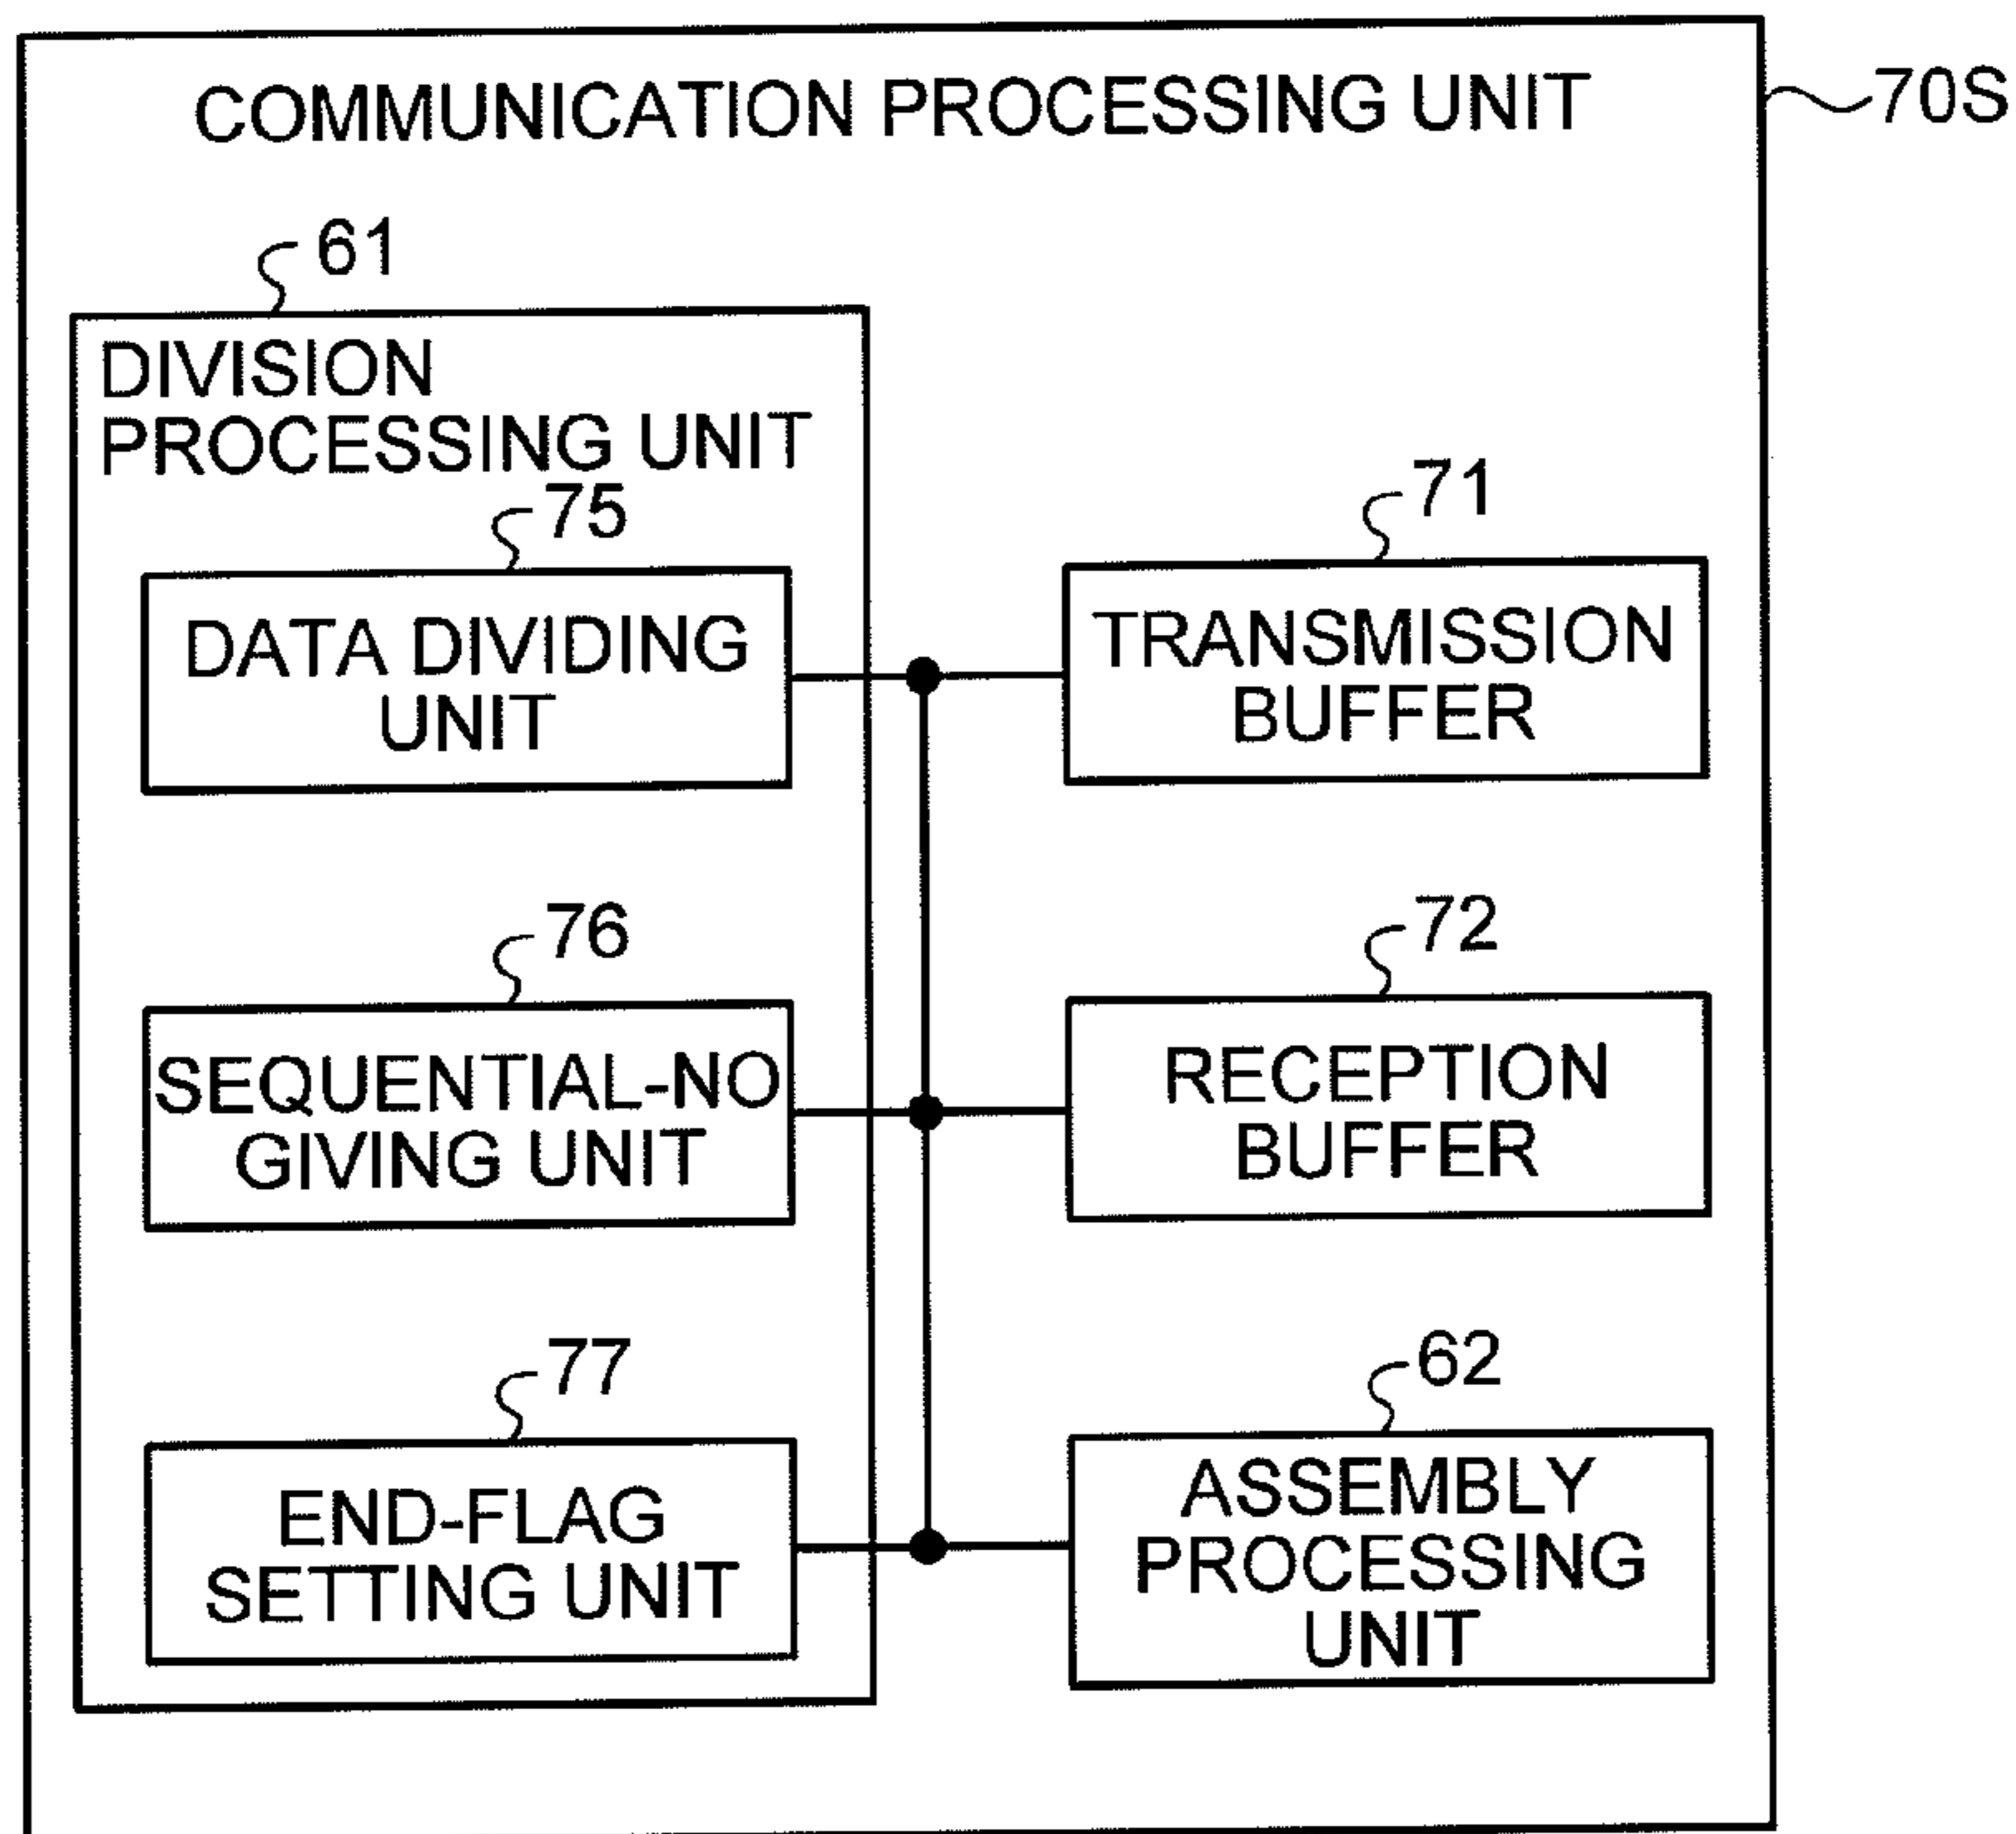 COMMUNICATION PROCESSING UNIT
70S
61
DIVISION
PROCESSING UNIT
75
DATA DIVIDING
UNIT
71
TRANSMISSION
BUFFER
76
SEQUENTIAL-NO
GIVING UNIT
72
RECEPTION
BUFFER
77
END-FLAG
SETTING UNIT
62
ASSEMBLY
PROCESSING
UNIT